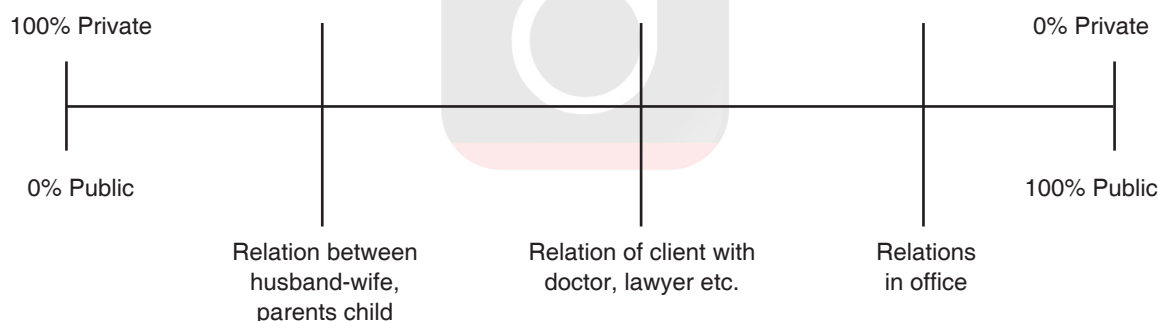 100% Private
0% Private
0% Public
100% Public
Relation between
husband-wife,
parents child
Relation of client with
doctor, lawyer etc.
Relations
in office